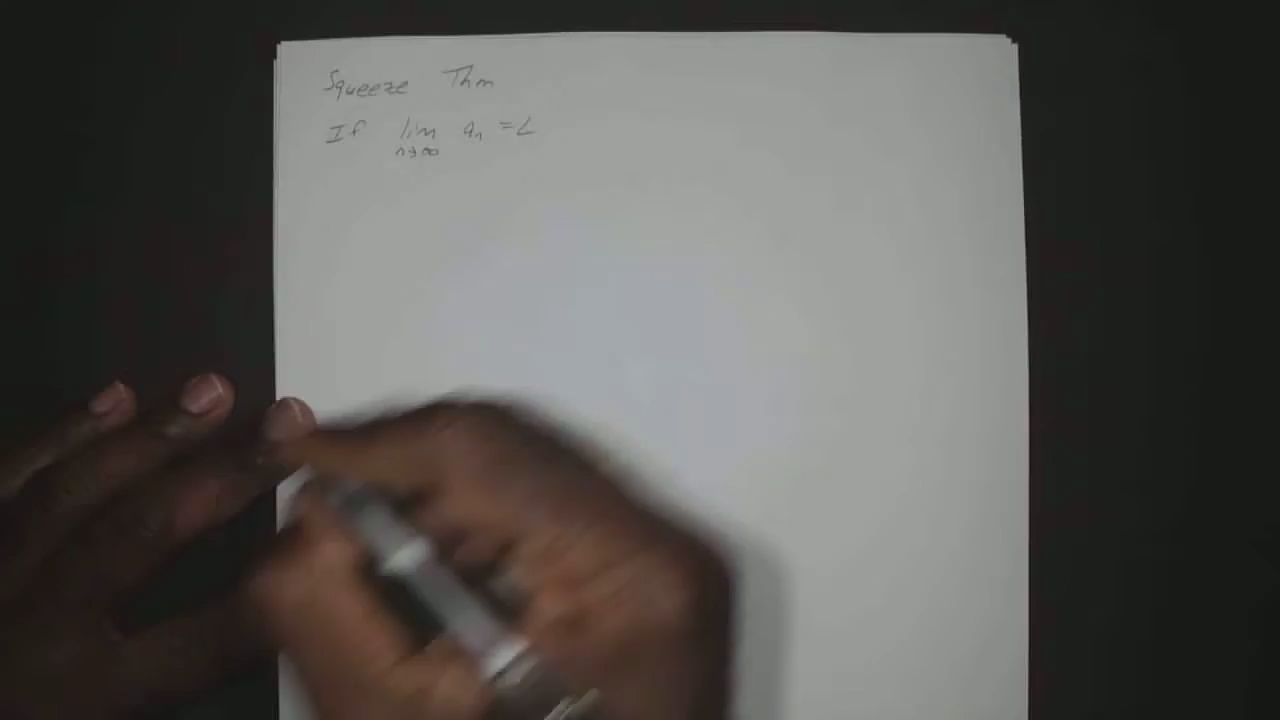 Squeeze Thm
If lim aₙ = L
n→∞